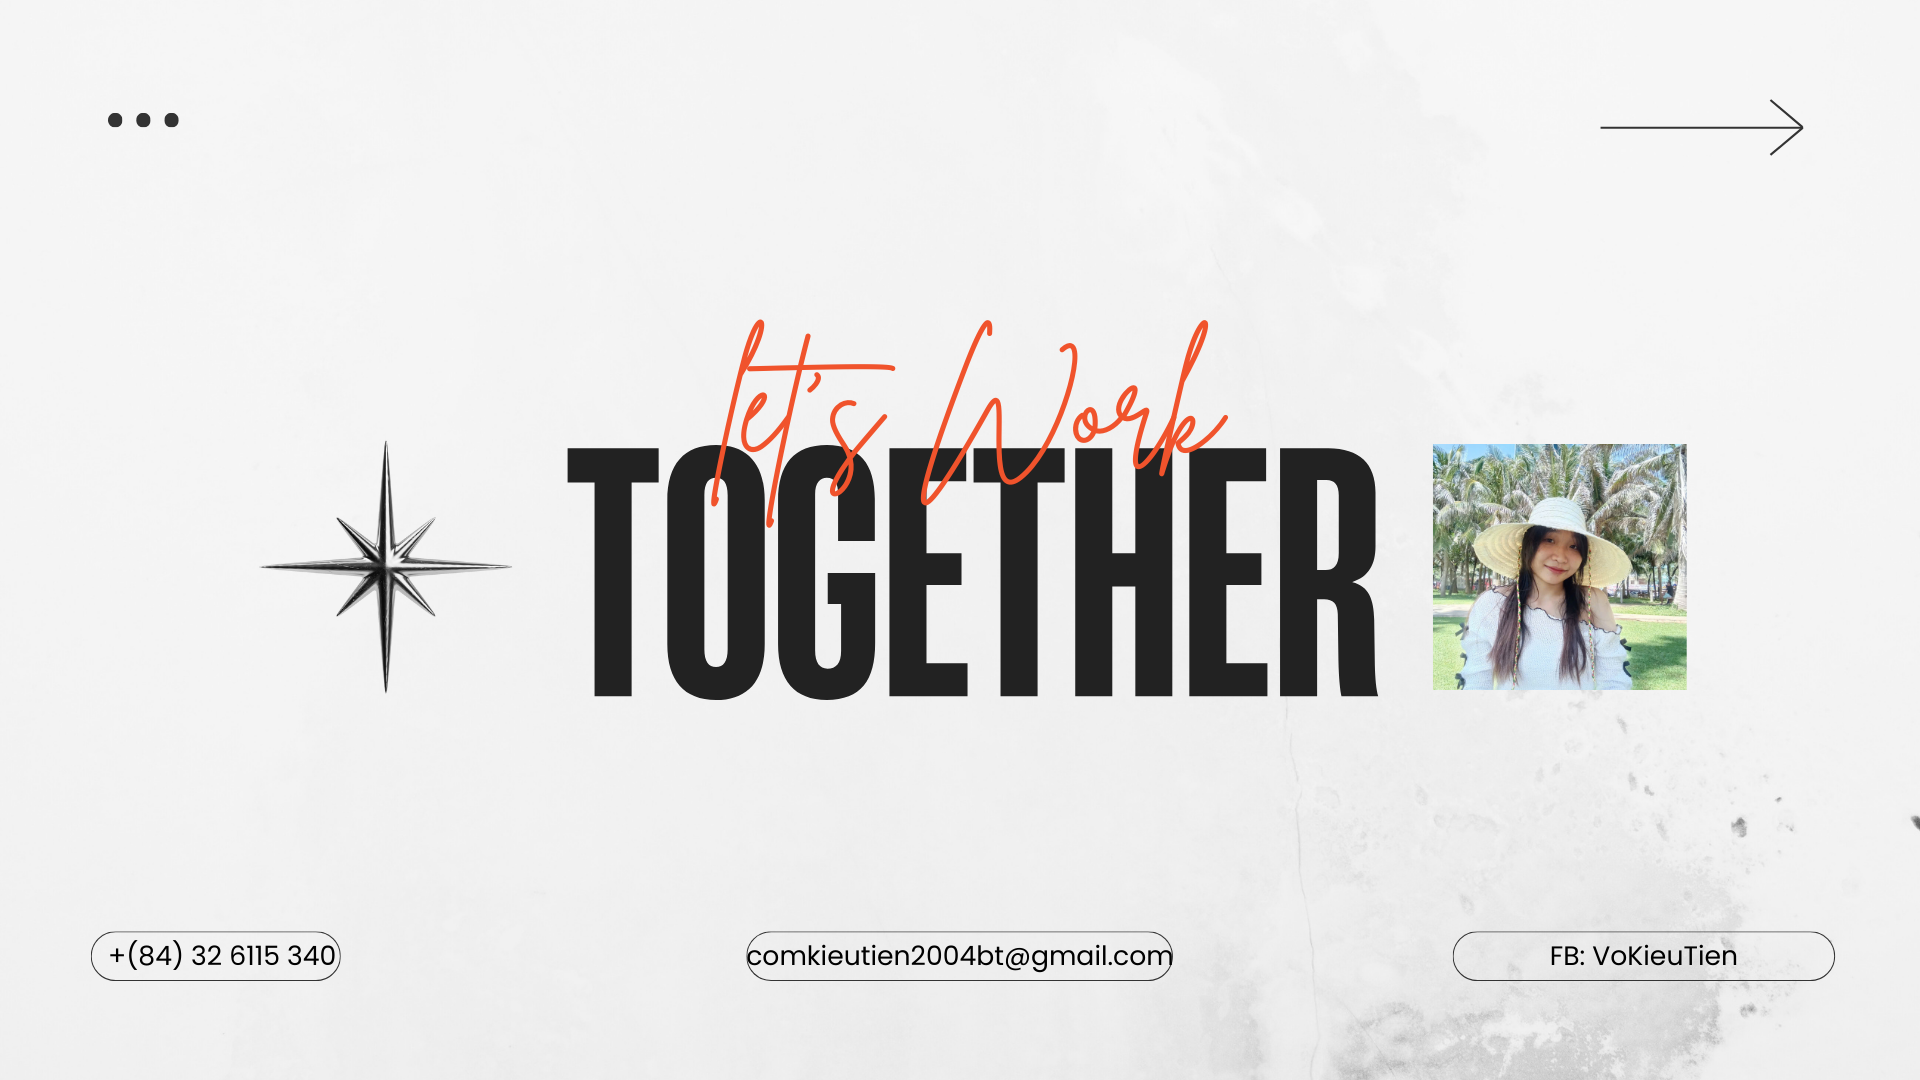 let's Work
TOGETHER
+(84) 32 6115 340
comkieutien2004bt@gmail.com
FB: VoKieuTien